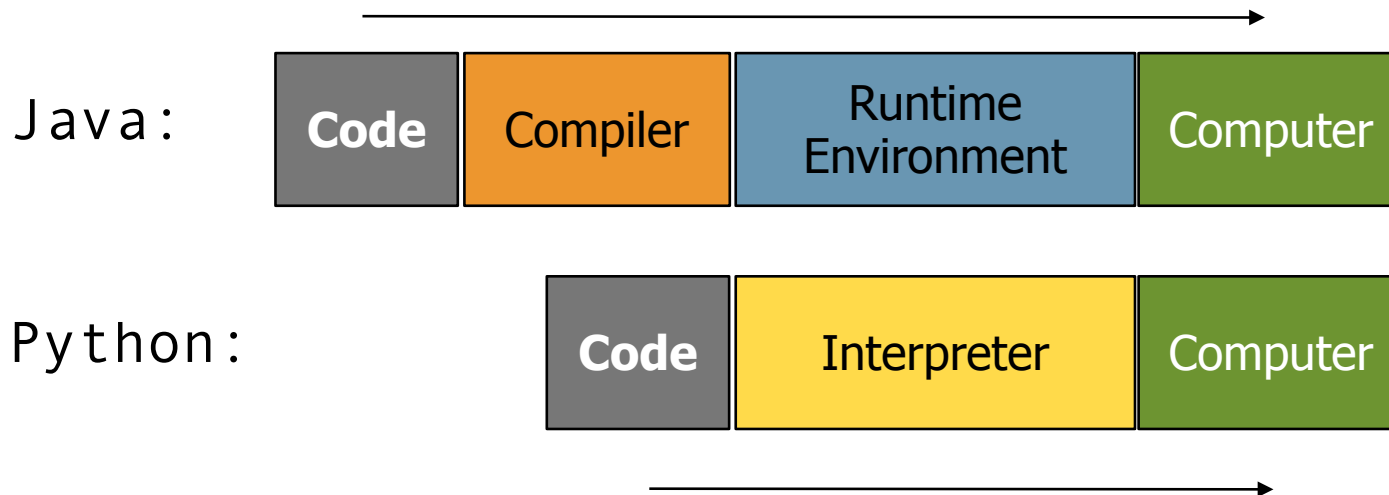 Java:
Code
Compiler
Runtime
Environment
Computer
Python:
Code
Interpreter
Computer